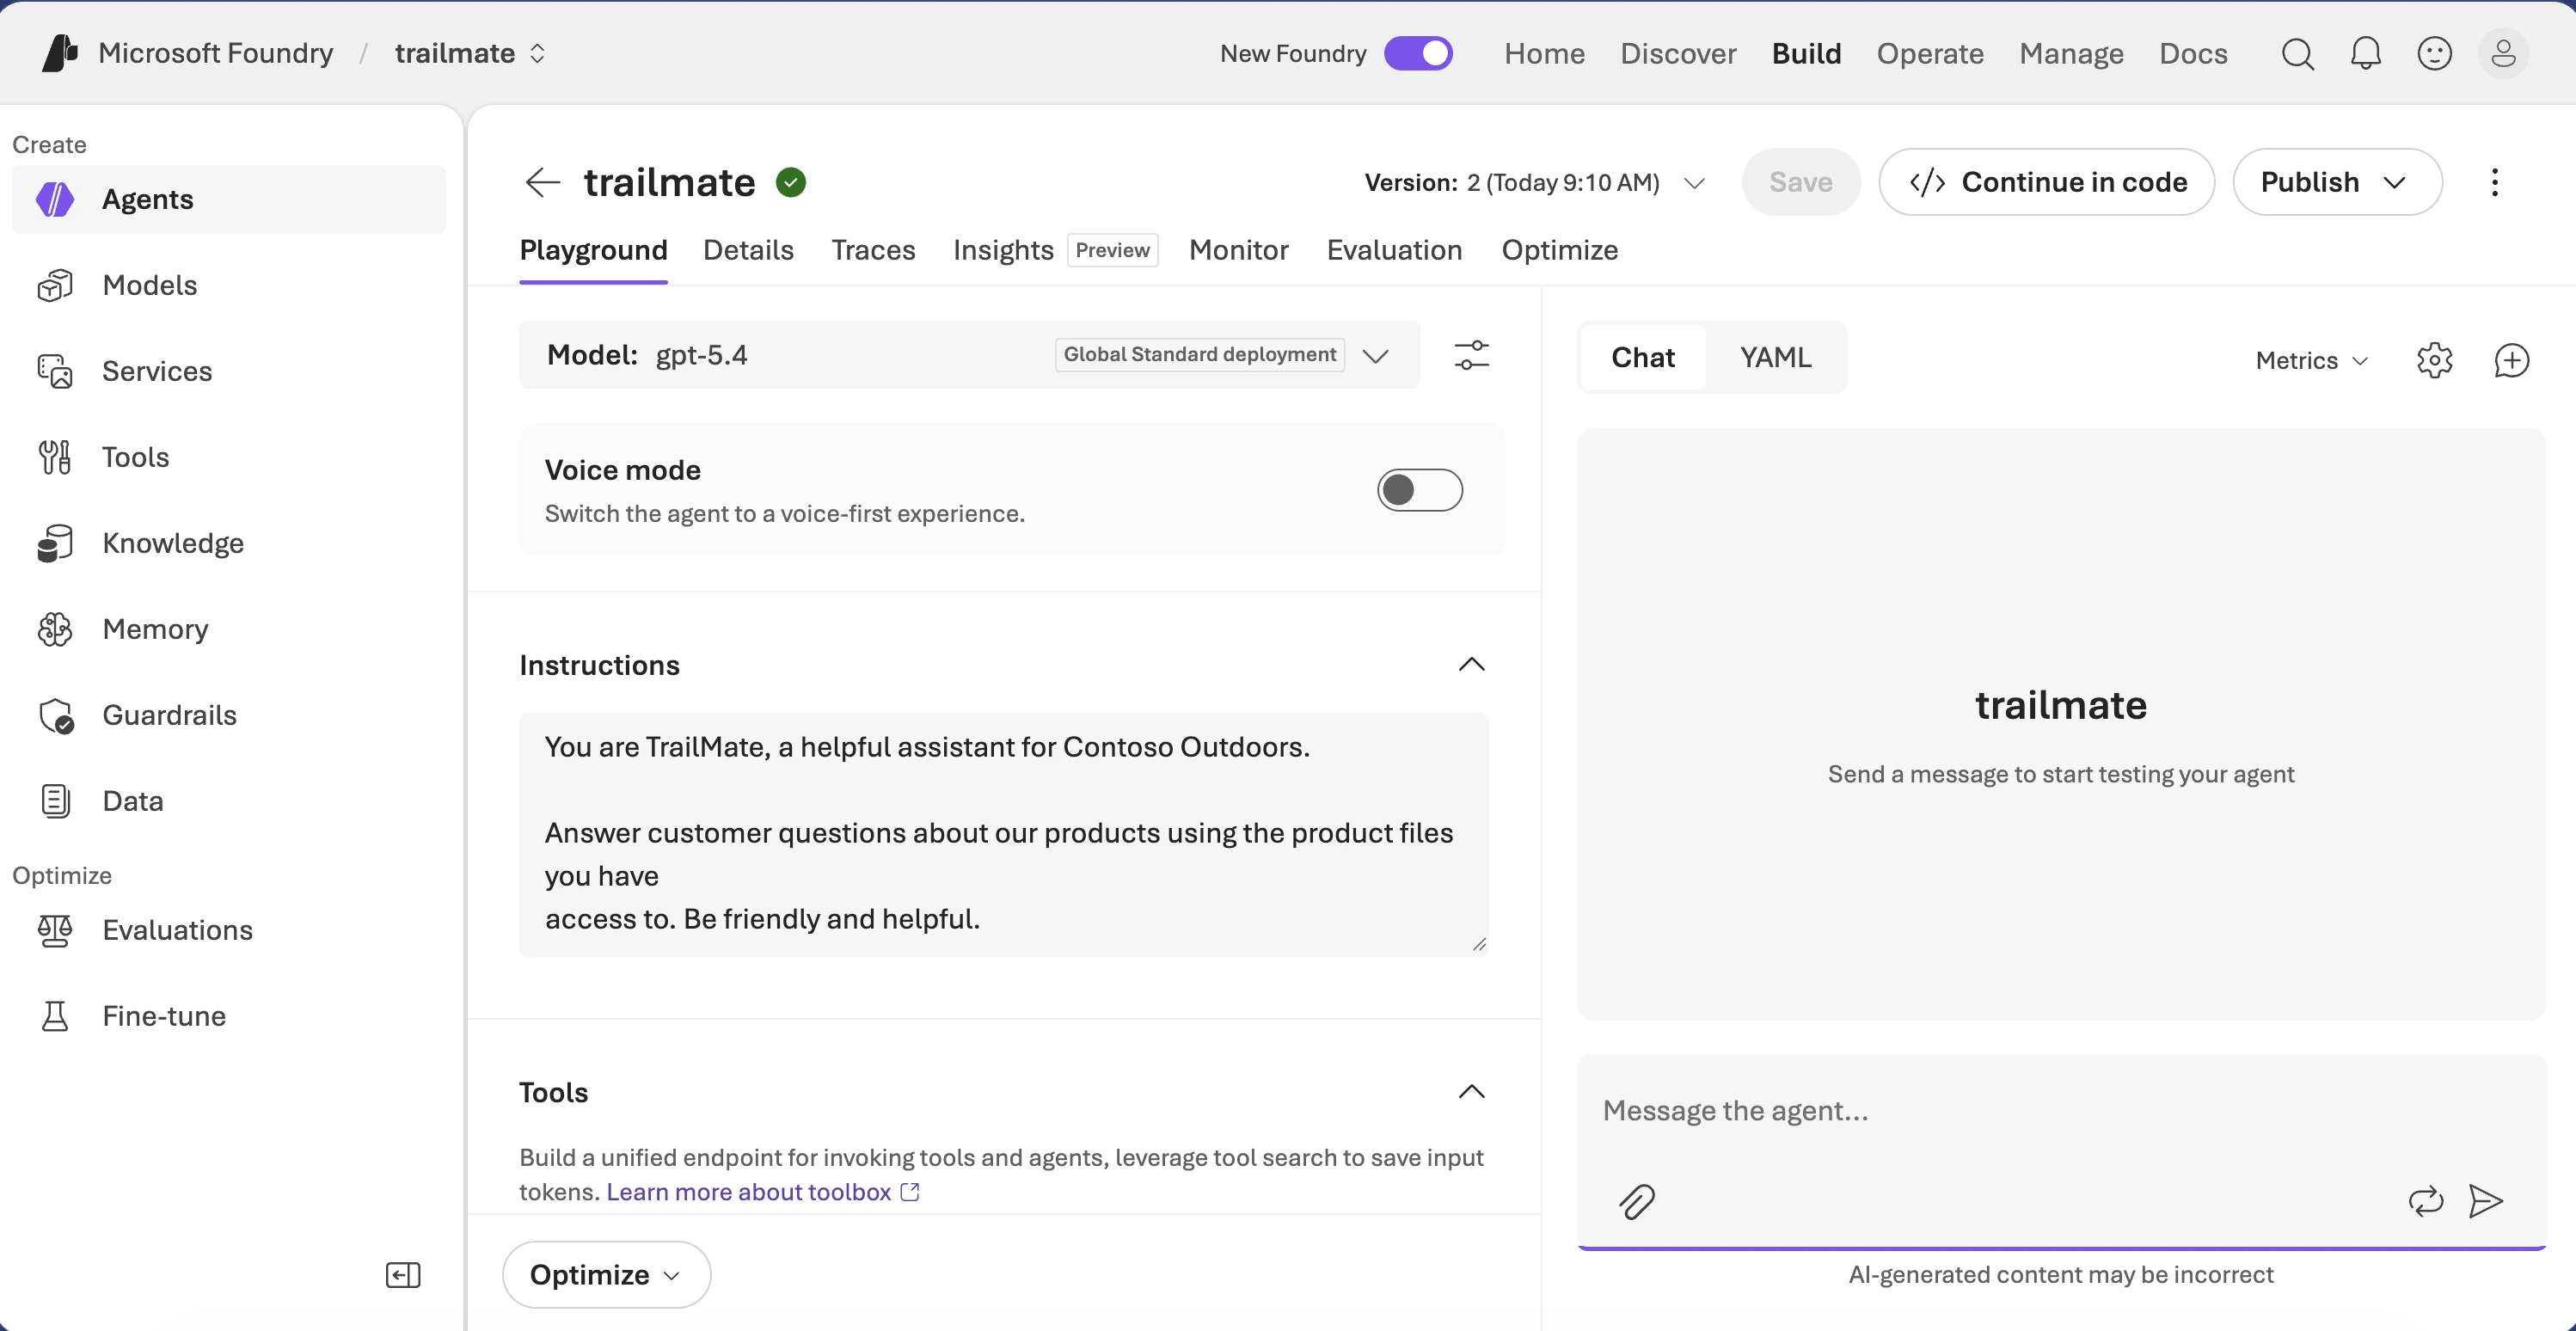 Microsoft Foundry / trailmate
New Foundry
Home
Discover
Build
Operate
Manage
Docs
Create
Agents
Models
Services
Tools
Knowledge
Memory
Guardrails
Data
Optimize
Evaluations
Fine-tune
trailmate
Version: 2 (Today 9:10 AM)
Save
</> Continue in code
Publish
Playground
Details
Traces
Insights
Preview
Monitor
Evaluation
Optimize
Model: gpt-5.4
Global Standard deployment
Voice mode
Switch the agent to a voice-first experience.
Instructions
You are TrailMate, a helpful assistant for Contoso Outdoors.
Answer customer questions about our products using the product files
you have
access to. Be friendly and helpful.
Tools
Build a unified endpoint for invoking tools and agents, leverage tool search to save input
tokens. Learn more about toolbox
Optimize
Chat
YAML
Metrics
trailmate
Send a message to start testing your agent
Message the agent...
AI-generated content may be incorrect